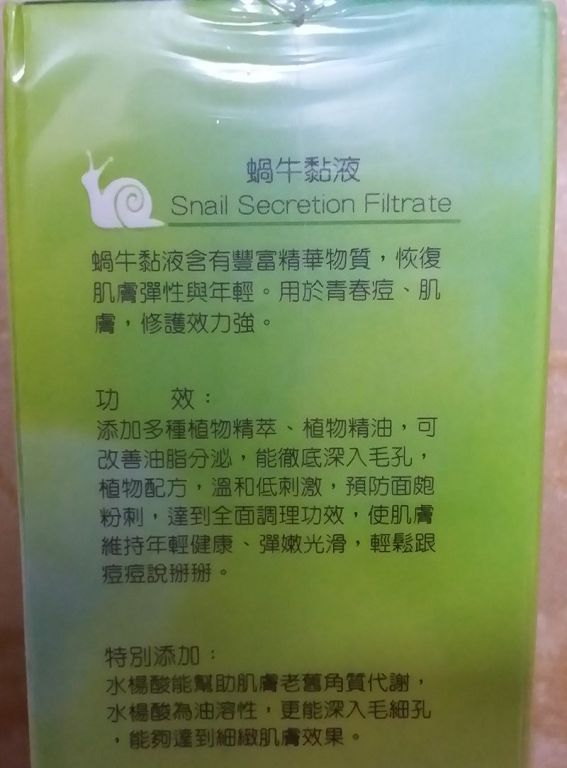 蝸牛黏液
Snail Secretion Filtrate
蝸牛黏液含有豐富精華物質，恢復
肌膚彈性與年輕。用於青春痘、肌
膚，修護效力強。
功　　效：
添加多種植物精萃、植物精油，可
改善油脂分泌，能徹底深入毛孔，
植物配方，溫和低刺激，預防面皰
粉刺，達到全面調理功效，使肌膚
維持年輕健康、彈嫩光滑，輕鬆跟
痘痘說掰掰。
特別添加：
水楊酸能幫助肌膚老舊角質代謝，
水楊酸為油溶性，更能深入毛細孔
，能夠達到細緻肌膚效果。